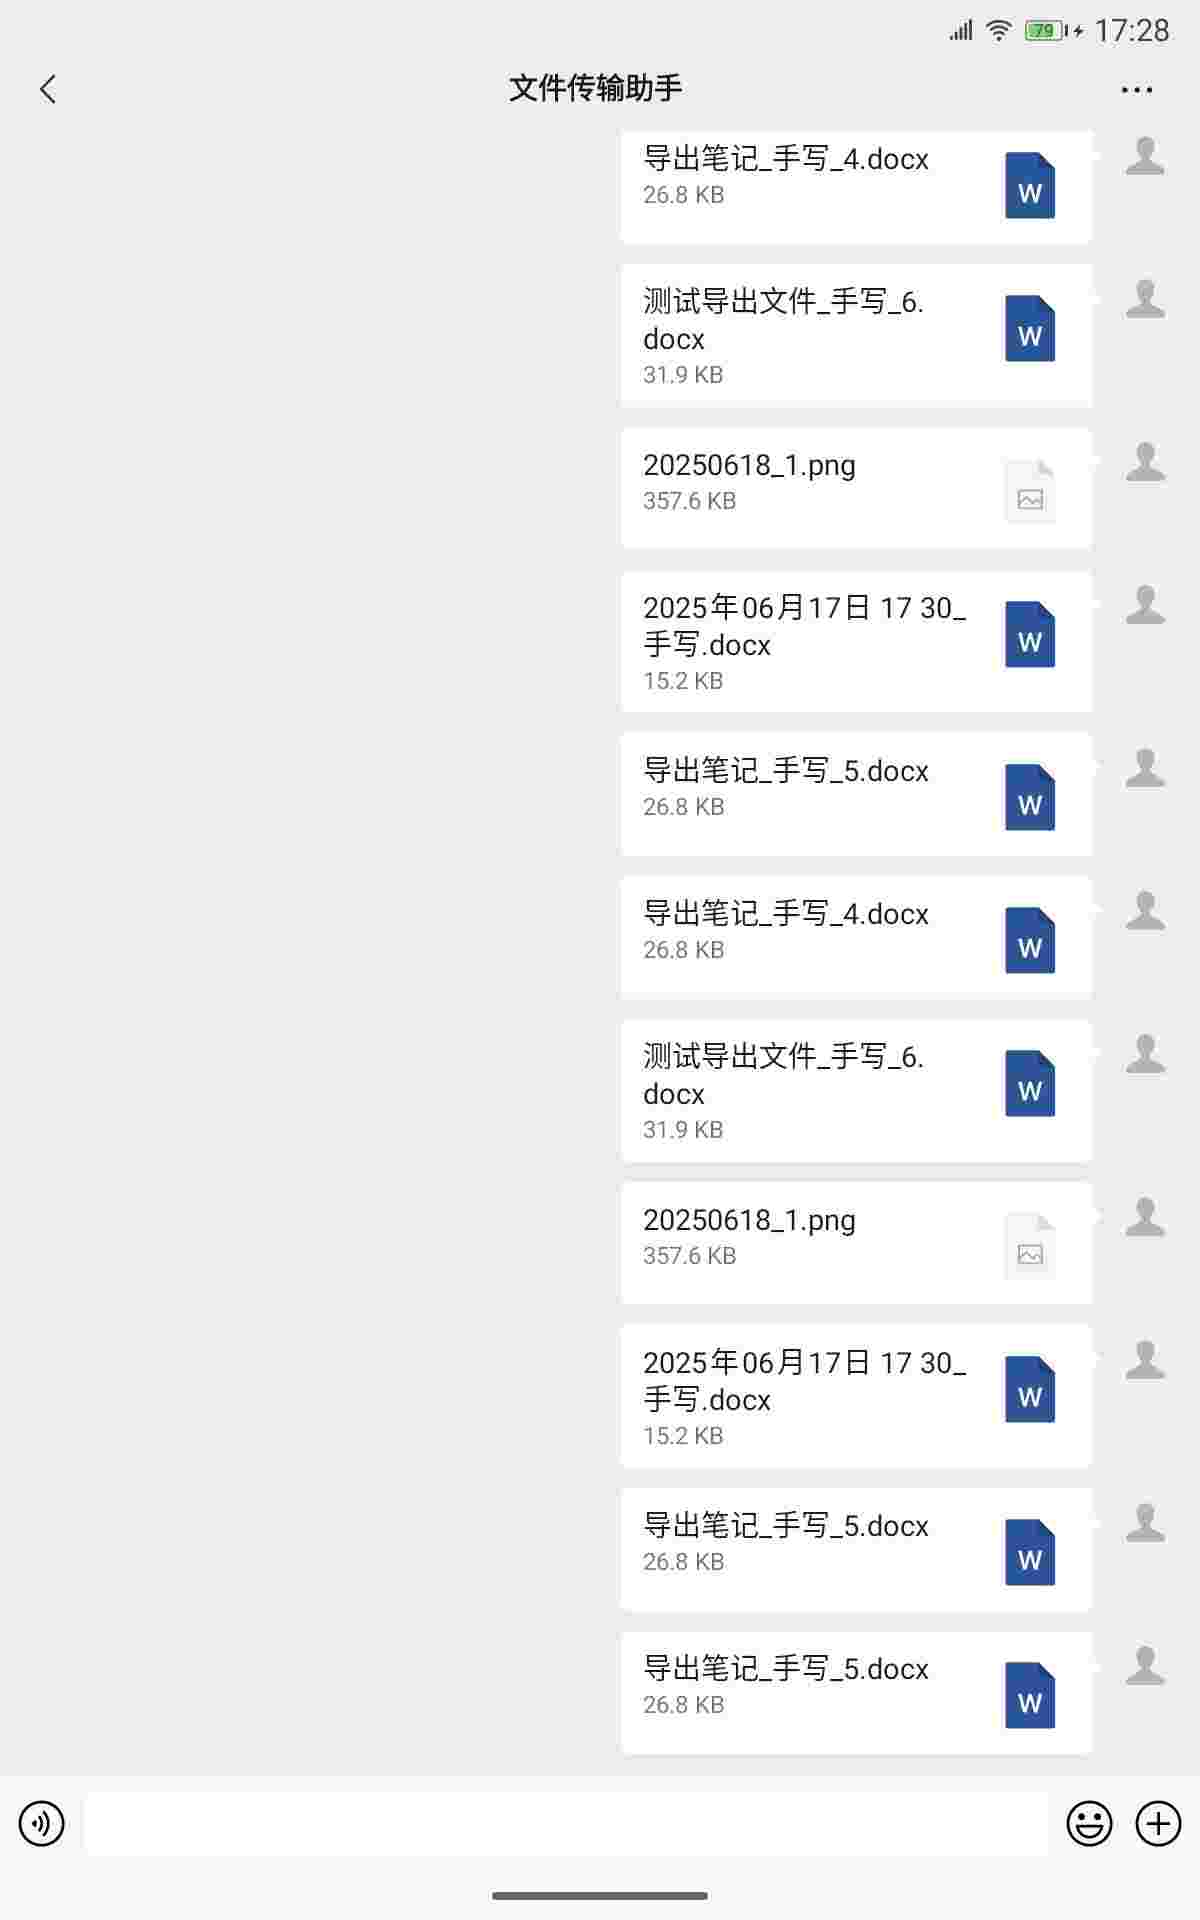 79 17:28
文件传输助手
导出笔记_手写_4.docx
26.8 KB
W
测试导出文件_手写_6.
docx
31.9 KB
W
20250618_1.png
357.6 KB
2025年06月17日 17 30_
手写.docx
15.2 KB
W
导出笔记_手写_5.docx
26.8 KB
W
导出笔记_手写_4.docx
26.8 KB
W
测试导出文件_手写_6.
docx
31.9 KB
W
20250618_1.png
357.6 KB
2025年06月17日 17 30_
手写.docx
15.2 KB
W
导出笔记_手写_5.docx
26.8 KB
W
导出笔记_手写_5.docx
26.8 KB
W